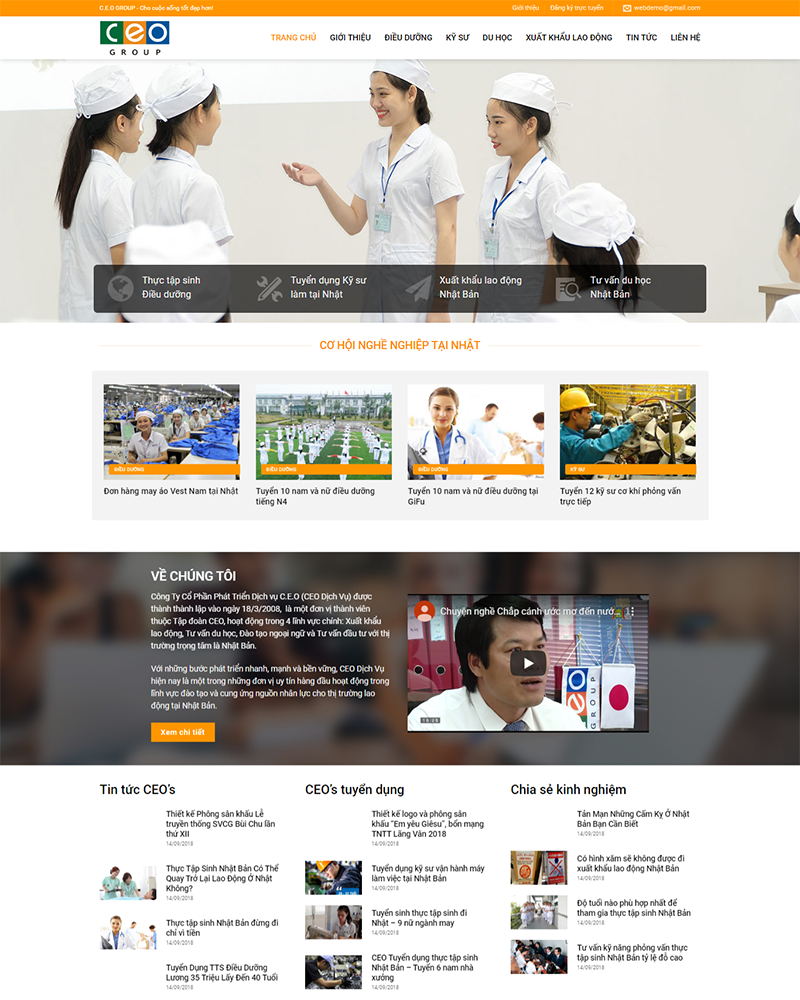 C.E.O GROUP - Cho cuộc sống tốt đẹp hơn!
Giới thiệu
Đăng ký trực tuyến
webdemo@gmail.com
ceo
GROUP
TRANG CHỦ
GIỚI THIỆU
ĐIỀU DƯỠNG
KỸ SƯ
DU HỌC
XUẤT KHẨU LAO ĐỘNG
TIN TỨC
LIÊN HỆ
Thực tập sinh
Điều dưỡng
Tuyển dụng Kỹ sư
làm tại Nhật
Xuất khẩu lao động
Nhật Bản
Tư vấn du học
Nhật Bản
CƠ HỘI NGHỀ NGHIỆP TẠI NHẬT
ĐIỀU DƯỠNG
Đơn hàng may áo Vest Nam tại Nhật
ĐIỀU DƯỠNG
Tuyển 10 nam và nữ điều dưỡng
tiếng N4
ĐIỀU DƯỠNG
Tuyển 10 nam và nữ điều dưỡng tại
GiFu
KỸ SƯ
Tuyển 12 kỹ sư cơ khí phỏng vấn
trực tiếp
VỀ CHÚNG TÔI
Công Ty Cổ Phần Phát Triển Dịch vụ C.E.O (CEO Dịch Vụ) được
thành thành lập vào ngày 18/3/2008, là một đơn vị thành viên
thuộc Tập đoàn CEO, hoạt động trong 4 lĩnh vực chính: Xuất khẩu
lao động, Tư vấn du học, Đào tạo ngoại ngữ và Tư vấn đầu tư với thị
trường trọng tâm là Nhật Bản.
Với những bước phát triển nhanh, mạnh và bền vững, CEO Dịch Vụ
hiện nay là một trong những đơn vị uy tín hàng đầu hoạt động trong
lĩnh vực đào tạo và cung ứng nguồn nhân lực cho thị trường lao
động tại Nhật Bản.
Xem chi tiết
Chuyện nghề Chắp cánh ước mơ đến nướ...
ceo
GROUP
Tin tức CEO's
Thiết kế Phông sân khấu Lễ
truyền thống SVCG Bùi Chu lần
thứ XII
14/09/2018
Thực Tập Sinh Nhật Bản Có Thể
Quay Trở Lại Lao Động Ở Nhật
Không?
14/09/2018
Thực tập sinh Nhật Bản đừng đi
chỉ vì tiền
14/09/2018
Tuyển Dụng TTS Điều Dưỡng
Lương 35 Triệu Lấy Đến 40 Tuổi
14/09/2018
CEO's tuyển dụng
Thiết kế logo và phông sân
khấu "Em yêu Giêsu", bổn mạng
TNTT Lãng Vân 2018
14/09/2018
Tuyển dụng kỹ sư vận hành máy
làm việc tại Nhật Bản
14/09/2018
Tuyển sinh thực tập sinh đi
Nhật – 9 nữ ngành may
14/09/2018
CEO Tuyển dụng thực tập sinh
Nhật Bản – Tuyển 6 nam nhà
xưởng
14/09/2018
Chia sẻ kinh nghiệm
Tản Mạn Những Cấm Kỵ Ở Nhật
Bản Bạn Cần Biết
14/09/2018
Có hình xăm sẽ không được đi
xuất khẩu lao động Nhật Bản
14/09/2018
Độ tuổi nào phù hợp nhất để
tham gia thực tập sinh Nhật Bản
14/09/2018
Tư vấn kỹ năng phỏng vấn thực
tập sinh Nhật Bản tỷ lệ đỗ cao
14/09/2018